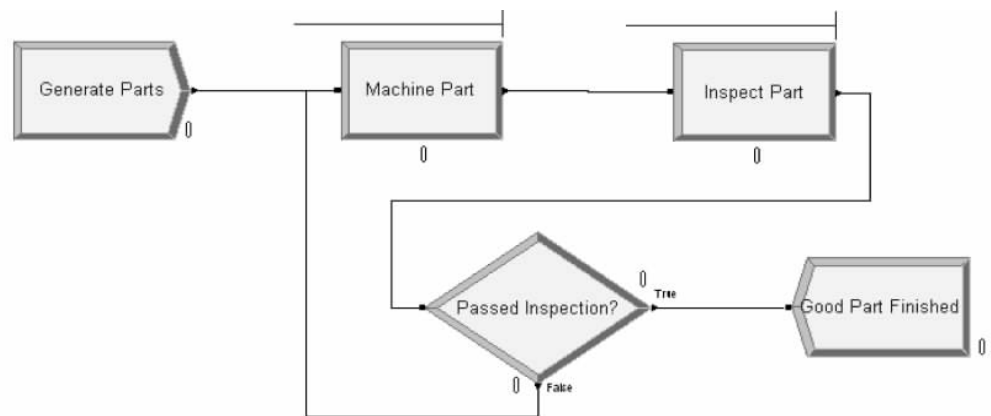 Generate Parts
0
Machine Part
0
Inspect Part
0
Passed Inspection?
0
True
0
False
Good Part Finished
0